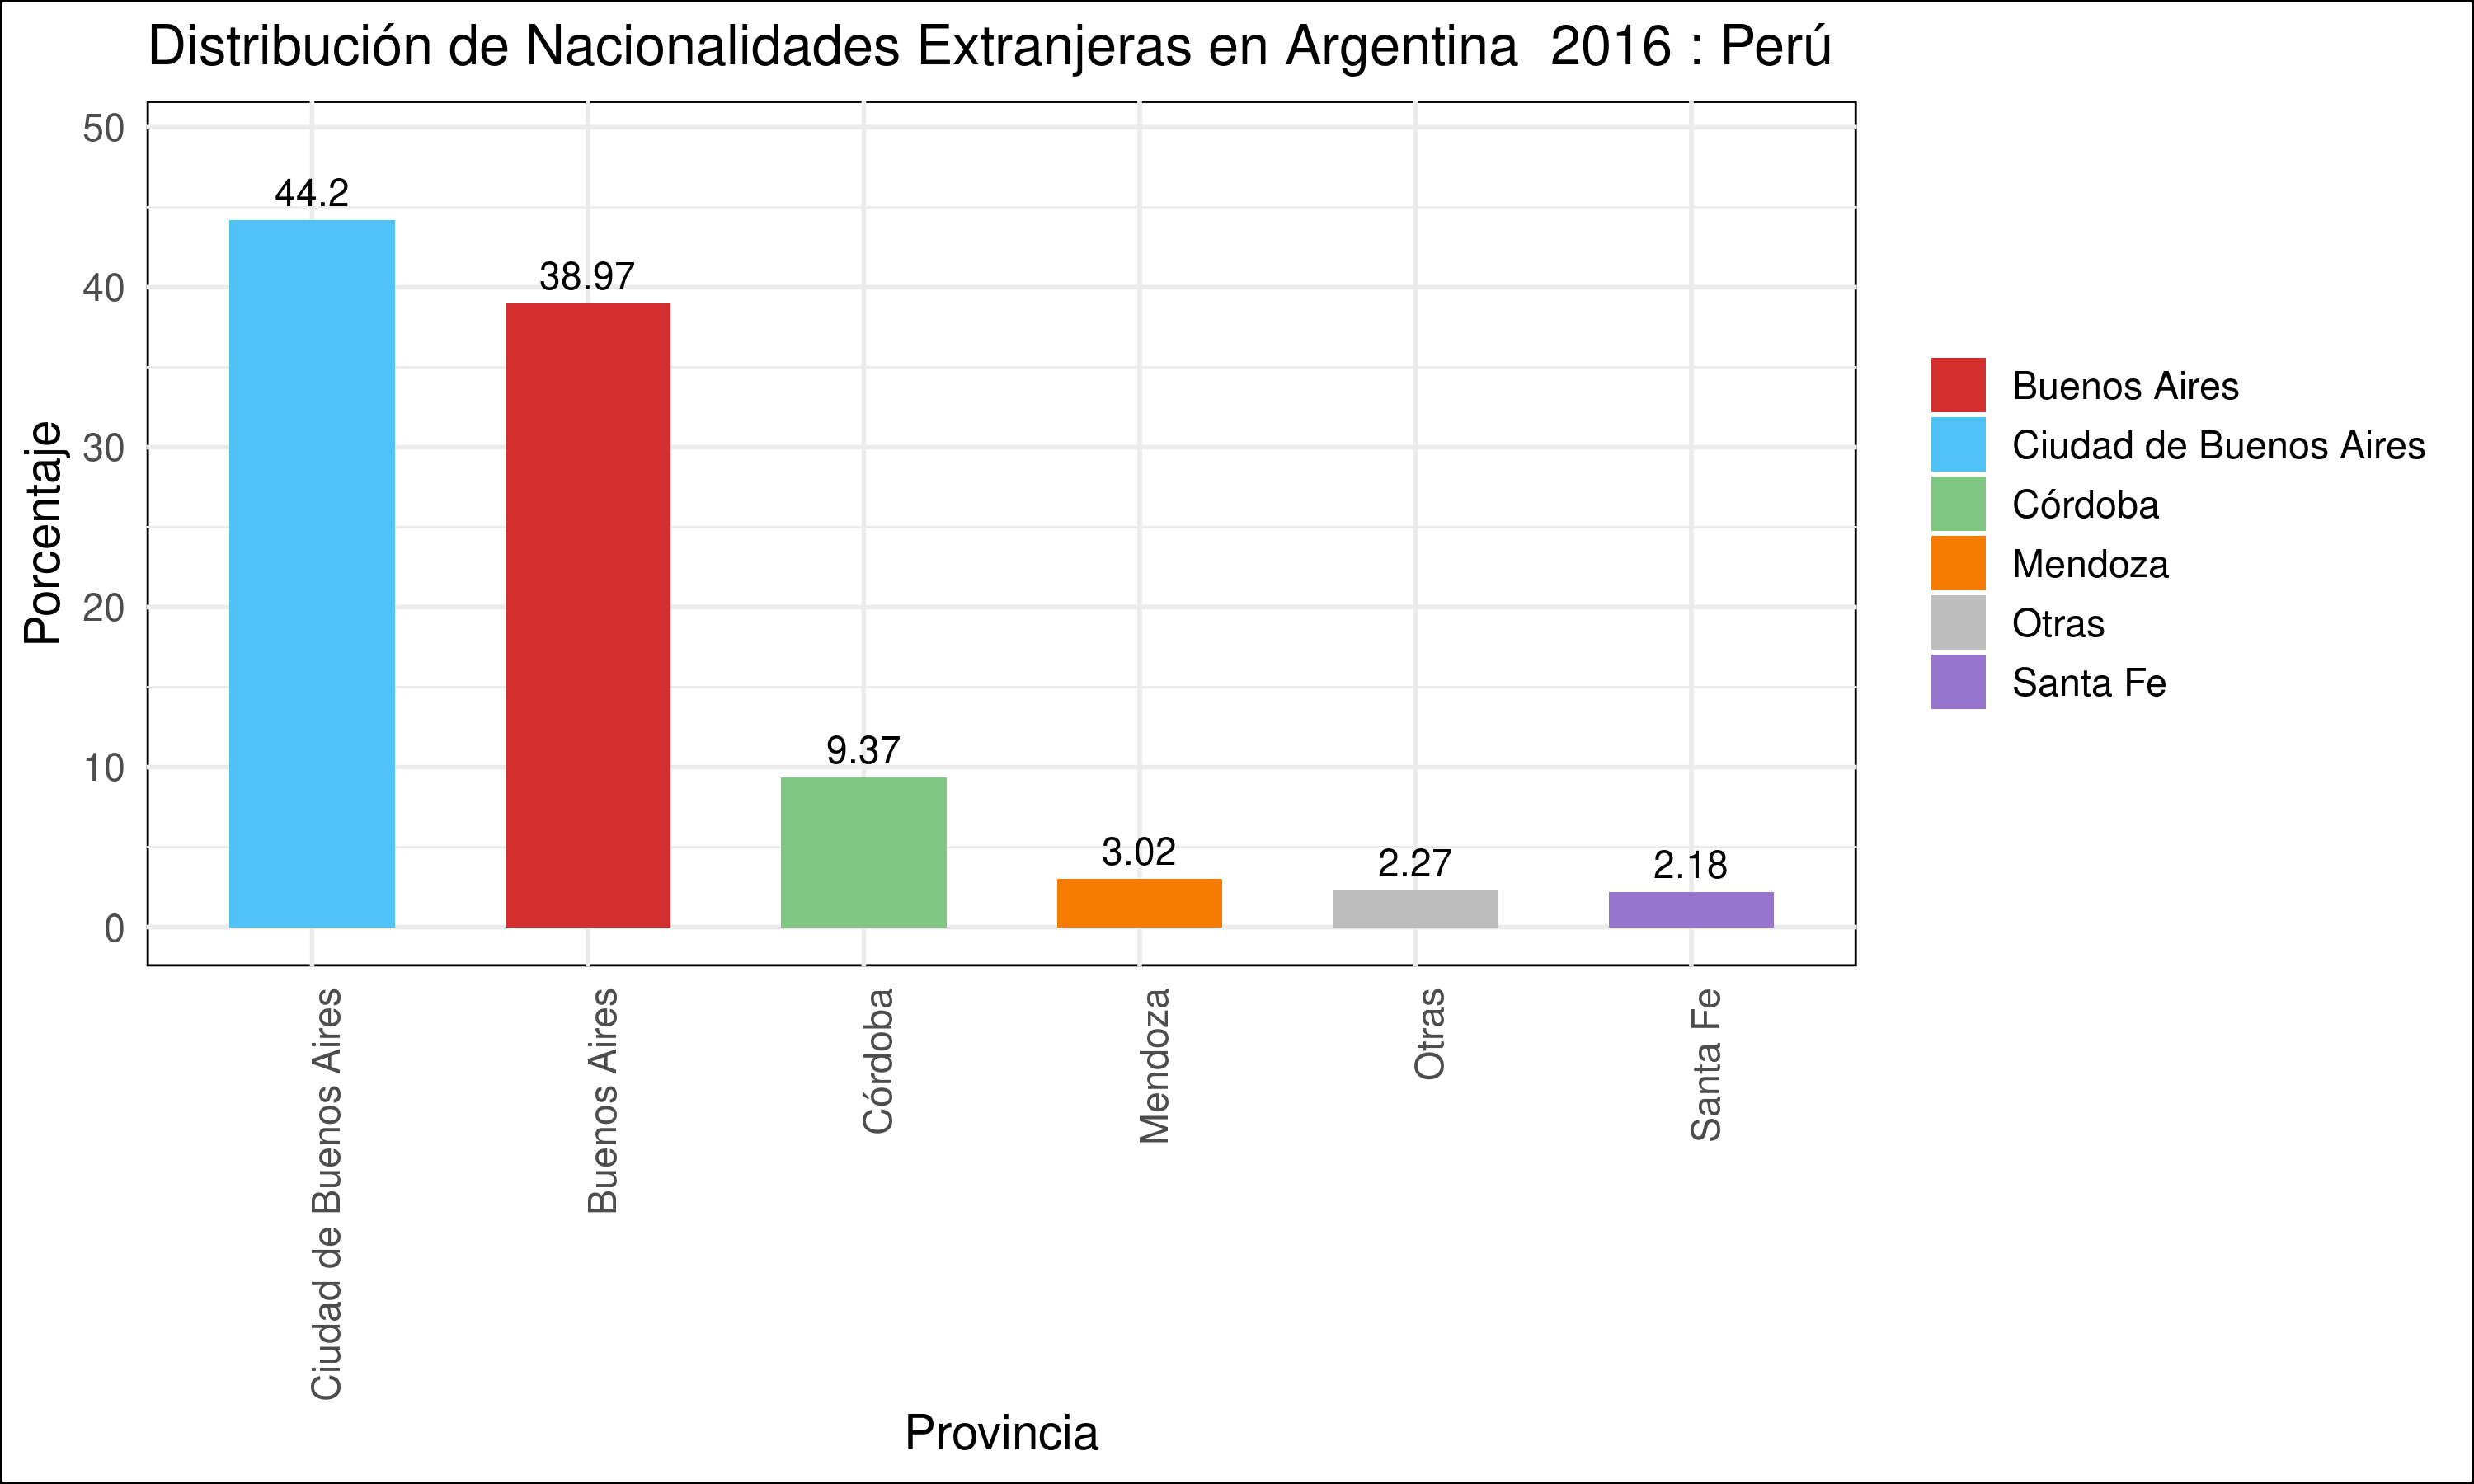 Distribución de Nacionalidades Extranjeras en Argentina  2016 : Perú
Porcentaje
50
40
30
20
10
0
44.2
38.97
9.37
3.02
2.27
2.18
Ciudad de Buenos Aires
Buenos Aires
Córdoba
Mendoza
Otras
Santa Fe
Provincia
Buenos Aires
Ciudad de Buenos Aires
Córdoba
Mendoza
Otras
Santa Fe